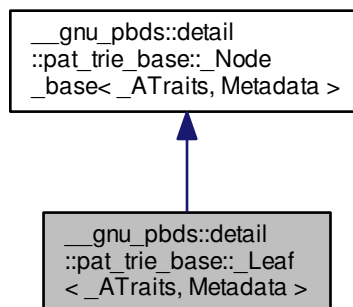 __gnu_pbds::detail
::pat_trie_base::_Node
_base< _ATraits, Metadata >
__gnu_pbds::detail
::pat_trie_base::_Leaf
< _ATraits, Metadata >